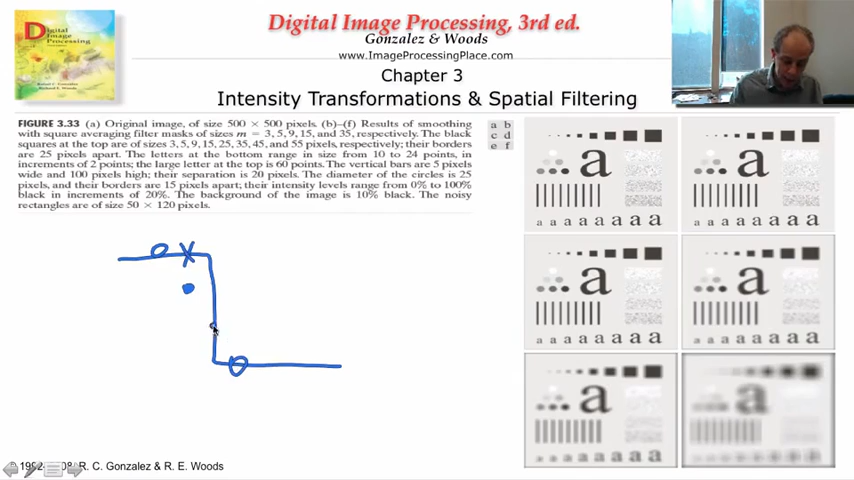 Digital Image Processing, 3rd ed.
Gonzalez & Woods
www.ImageProcessingPlace.com
Chapter 3
Intensity Transformations & Spatial Filtering
FIGURE 3.33 (a) Original image, of size 500 × 500 pixels. (b)–(f) Results of smoothing
with square averaging filter masks of sizes m = 3, 5, 9, 15, and 35, respectively. The black
squares at the top are of sizes 3, 5, 9, 15, 25, 35, 45, and 55 pixels, respectively; their borders
are 25 pixels apart. The letters at the bottom range in size from 10 to 24 points, in
increments of 2 points; the large letter at the top is 60 points. The vertical bars are 5 pixels
wide and 100 pixels high; their separation is 20 pixels. The diameter of the circles is 25
pixels, and their borders are 15 pixels apart; their intensity levels range from 0% to 100%
black in increments of 20%. The background of the image is 10% black. The noisy
rectangles are of size 50 × 120 pixels.
a b
c d
e f
a
a a a a a a a a
a
a a a a a a a a
a
a a a a a a a a
a
a a a a a a a a
a
a a a a a a a a
a
R. C. Gonzalez & R. E. Woods